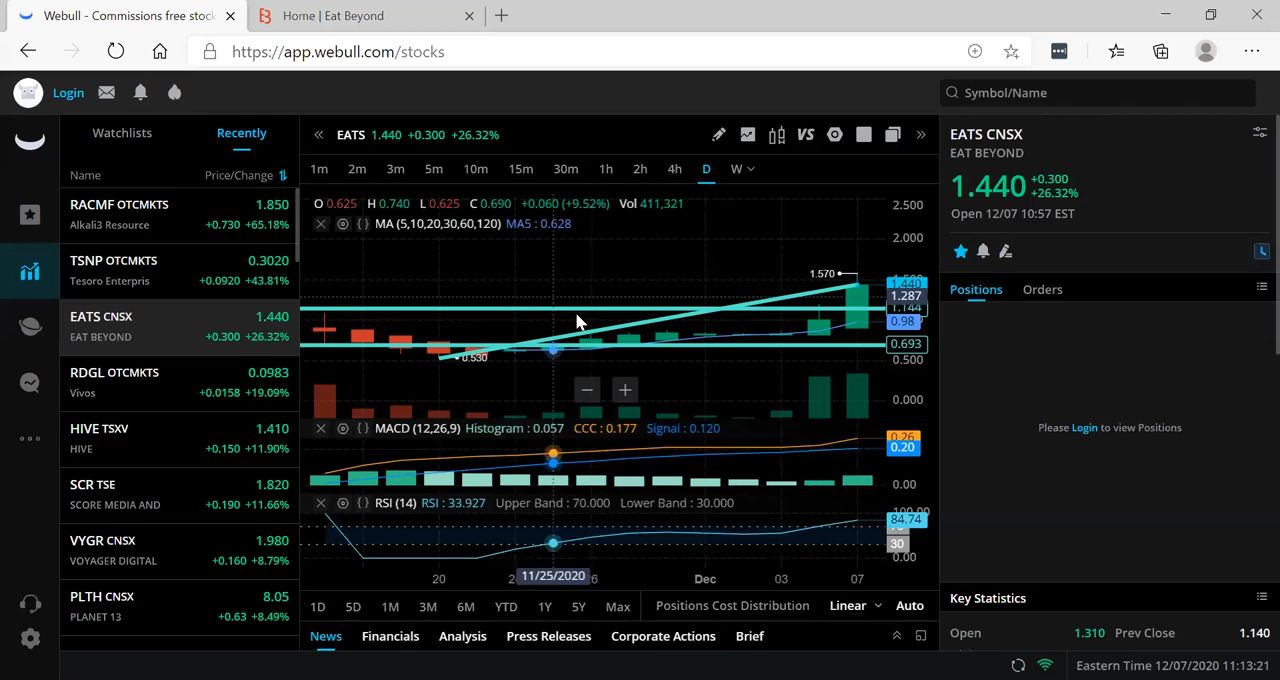 Webull - Commissions free stoc
Home | Eat Beyond
https://app.webull.com/stocks
Login
Symbol/Name
Watchlists
Recently
Name
Price/Change
RACMF OTCMKTS 1.850
Alkali3 Resource +0.730 +65.18%
TSNP OTCMKTS 0.3020
Tesoro Enterpris +0.0920 +43.81%
EATS CNSX 1.440
EAT BEYOND +0.300 +26.32%
RDGL OTCMKTS 0.0983
Vivos +0.0158 +19.09%
HIVE TSXV 1.410
HIVE +0.150 +11.90%
SCR TSE 1.820
SCORE MEDIA AND +0.190 +11.66%
VYGR CNSX 1.980
VOYAGER DIGITAL +0.160 +8.79%
PLTH CNSX 8.05
PLANET 13 +0.63 +8.49%
EATS 1.440 +0.300 +26.32%
VS
1m 2m 3m 5m 10m 15m 30m 1h 2h 4h D W
O 0.625 H 0.740 L 0.625 C 0.690 +0.060 (+9.52%) Vol 411,321
MA (5,10,20,30,60,120) MA5 : 0.628
2.500
2.000
1.570
1.440
1.287
1.144
0.98
0.693
0.530
0.500
0.000
MACD (12,26,9) Histogram : 0.057 CCC : 0.177 Signai : 0.120
0.26
0.20
0.00
RSI (14) RSI : 33.927 Upper Band : 70.000 Lower Band : 30.000
100.00
84.74
30
0.00
20 11/25/2020 Dec 03 07
1D 5D 1M 3M 6M YTD 1Y 5Y Max Positions Cost Distribution Linear Auto
News Financials Analysis Press Releases Corporate Actions Brief
EATS CNSX
EAT BEYOND
1.440 +0.300
+26.32%
Open 12/07 10:57 EST
L
Positions Orders
Please Login to view Positions
Key Statistics
Open 1.310 Prev Close 1.140
Eastern Time 12/07/2020 11:13:21